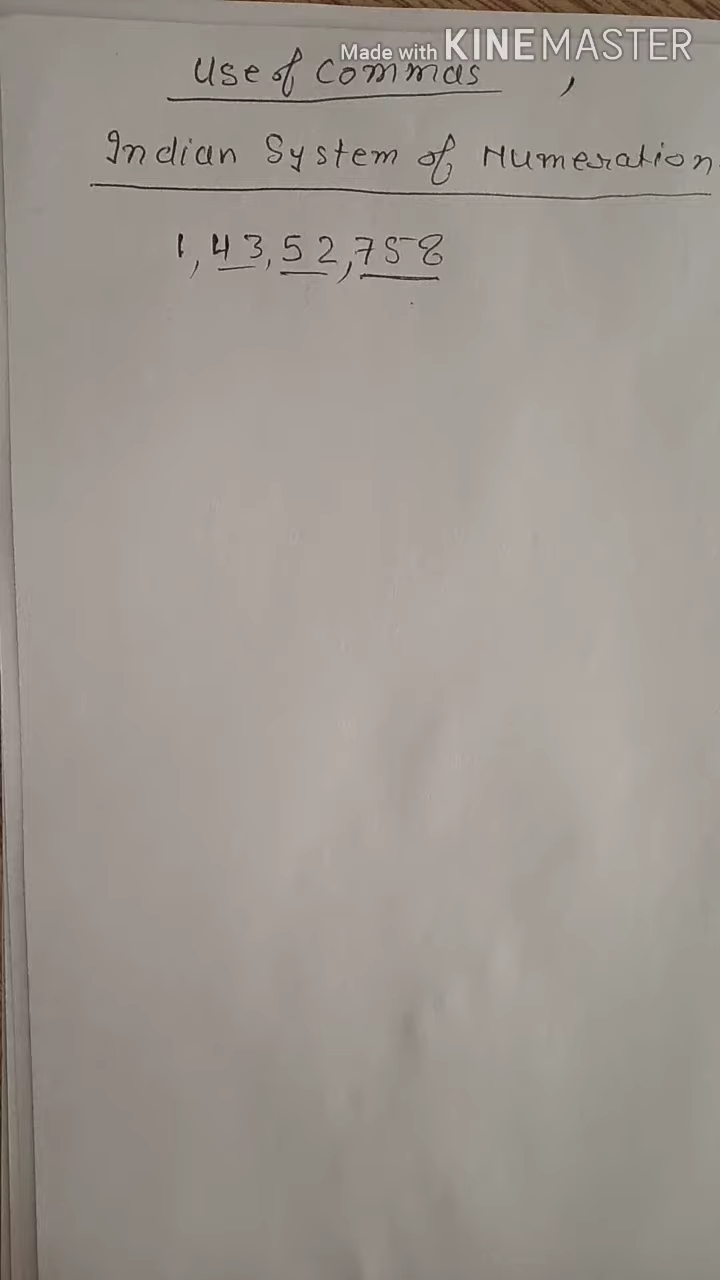 Made with KINEMASTER
Use of Commas ,
Indian System of Numeration
1,43,52,758